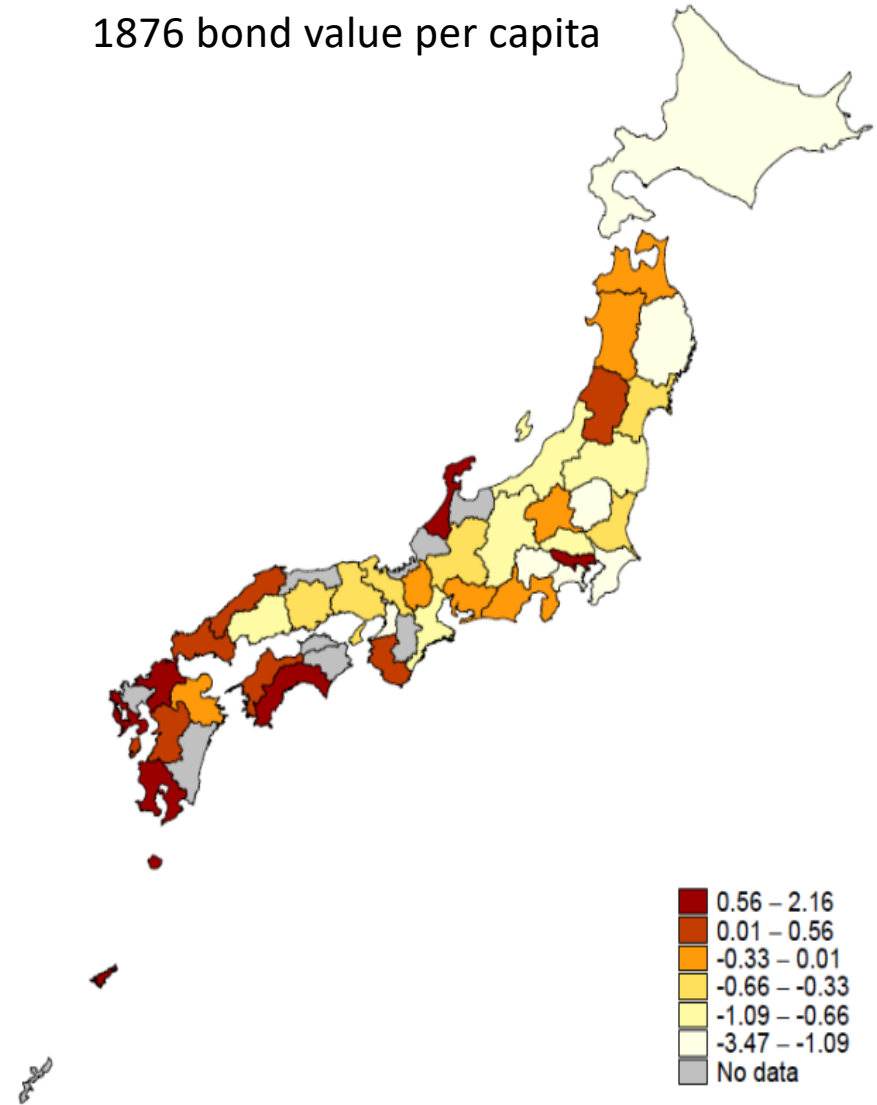 1876 bond value per capita
0.56 – 2.16
0.01 – 0.56
-0.33 – 0.01
-0.66 – -0.33
-1.09 – -0.66
-3.47 – -1.09
No data